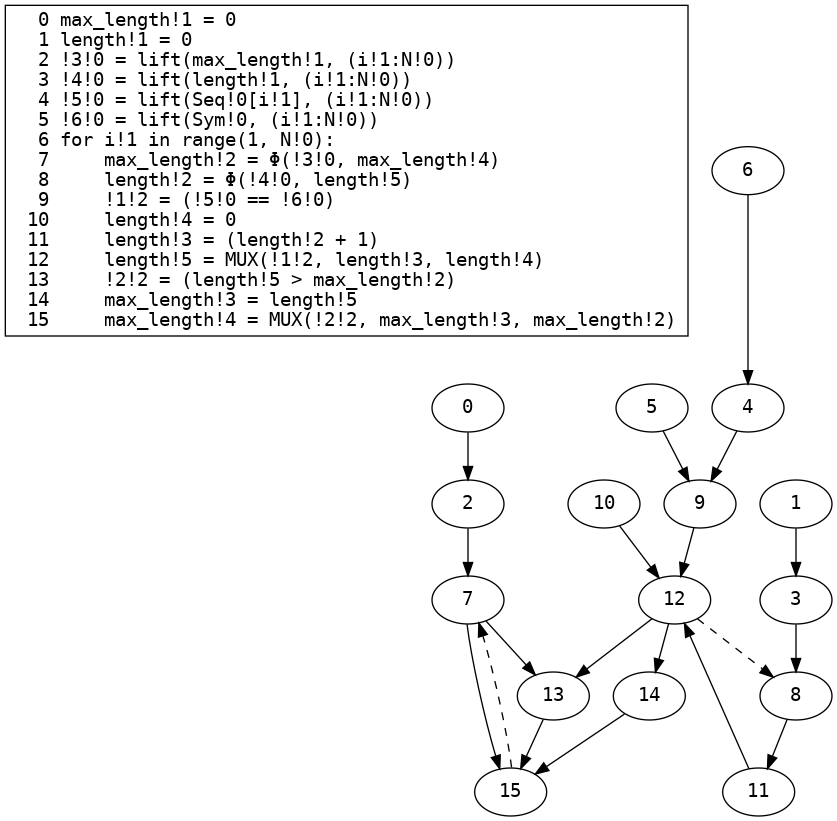 0 max_length!1 = 0
1 length!1 = 0
2 !3!0 = lift(max_length!1, (i!1:N!0))
3 !4!0 = lift(length!1, (i!1:N!0))
4 !5!0 = lift(Seq!0[i!1], (i!1:N!0))
5 !6!0 = lift(Sym!0, (i!1:N!0))
6 for i!1 in range(1, N!0):
7     max_length!2 = Φ(!3!0, max_length!4)
8     length!2 = Φ(!4!0, length!5)
9     !1!2 = (!5!0 == !6!0)
10     length!4 = 0
11     length!3 = (length!2 + 1)
12     length!5 = MUX(!1!2, length!3, length!4)
13     !2!2 = (length!5 > max_length!2)
14     max_length!3 = length!5
15     max_length!4 = MUX(!2!2, max_length!3, max_length!2)
6
0 5 4
2 10 9 1
7 12 3
13 14 8
15 11